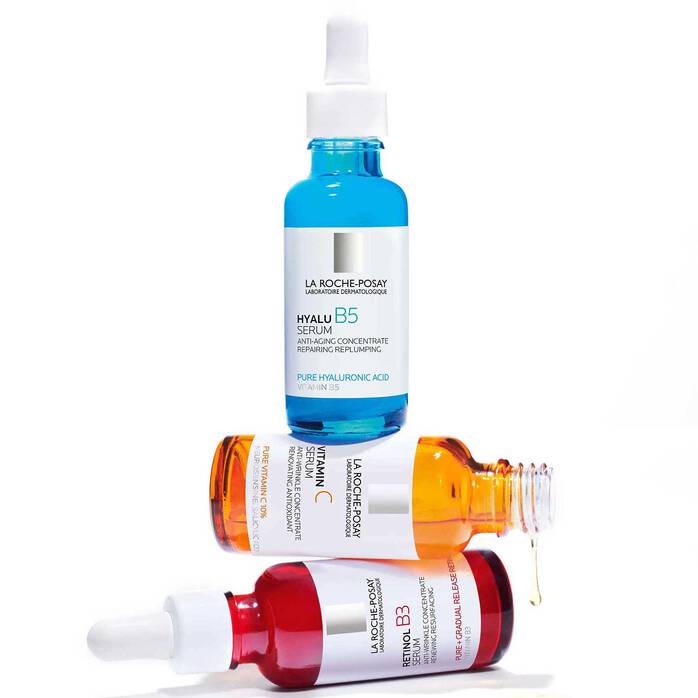 LA ROCHE-POSAY
LABORATOIRE DERMATOLOGIQUE
HYALU B5
SERUM
ANTI-AGING CONCENTRATE
REPAIRING REPLUMPING
PURE HYALURONIC ACID
VITAMIN B5
LA ROCHE-POSAY
LABORATOIRE DERMATOLOGIQUE
VITAMIN C
SERUM
ANTI-WRINKLE CONCENTRATE
RENOVATING ANTIOXIDANT
PURE VITAMIN C 10%
LA ROCHE-POSAY
LABORATOIRE DERMATOLOGIQUE
RETINOL B3
SERUM
ANTI-WRINKLE CONCENTRATE
RENEWING RESURFACING
PURE + GRADUAL RELEASE
VITAMIN B3